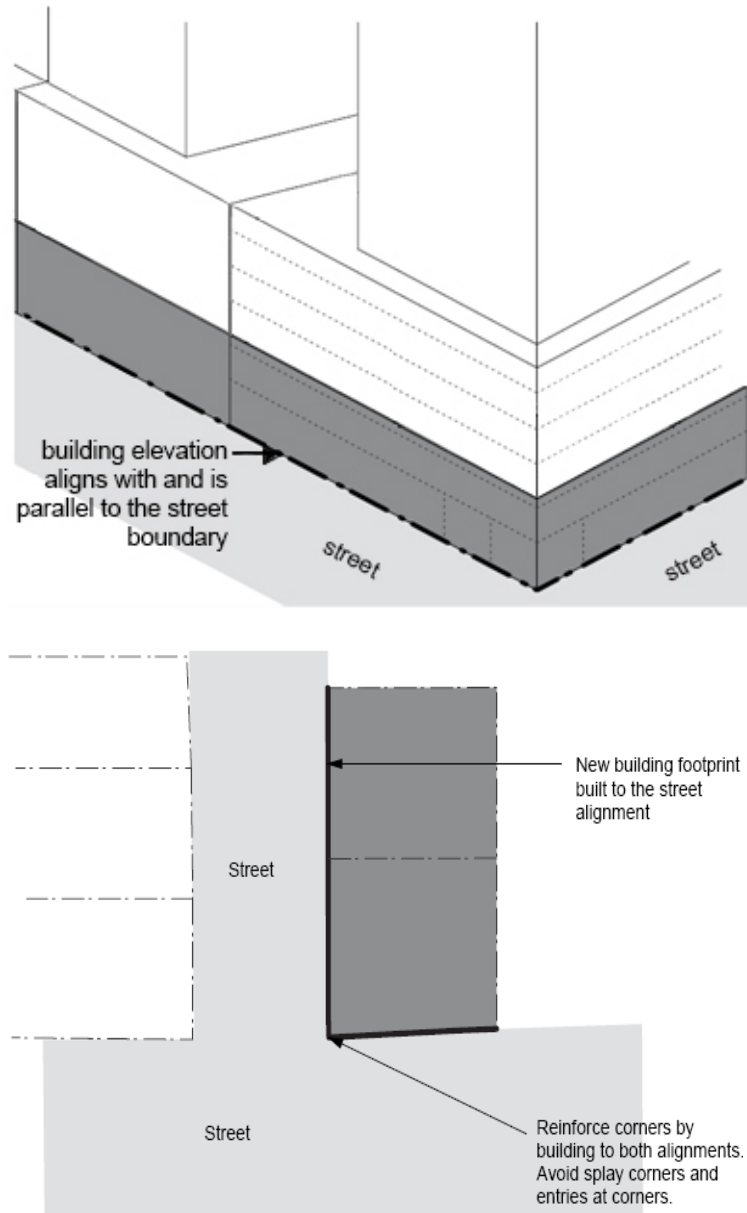 building elevation
aligns with and is
parallel to the street
boundary
street
street
New building footprint
built to the street
alignment
Street
Street
Reinforce corners by
building to both alignments.
Avoid splay corners and
entries at corners.